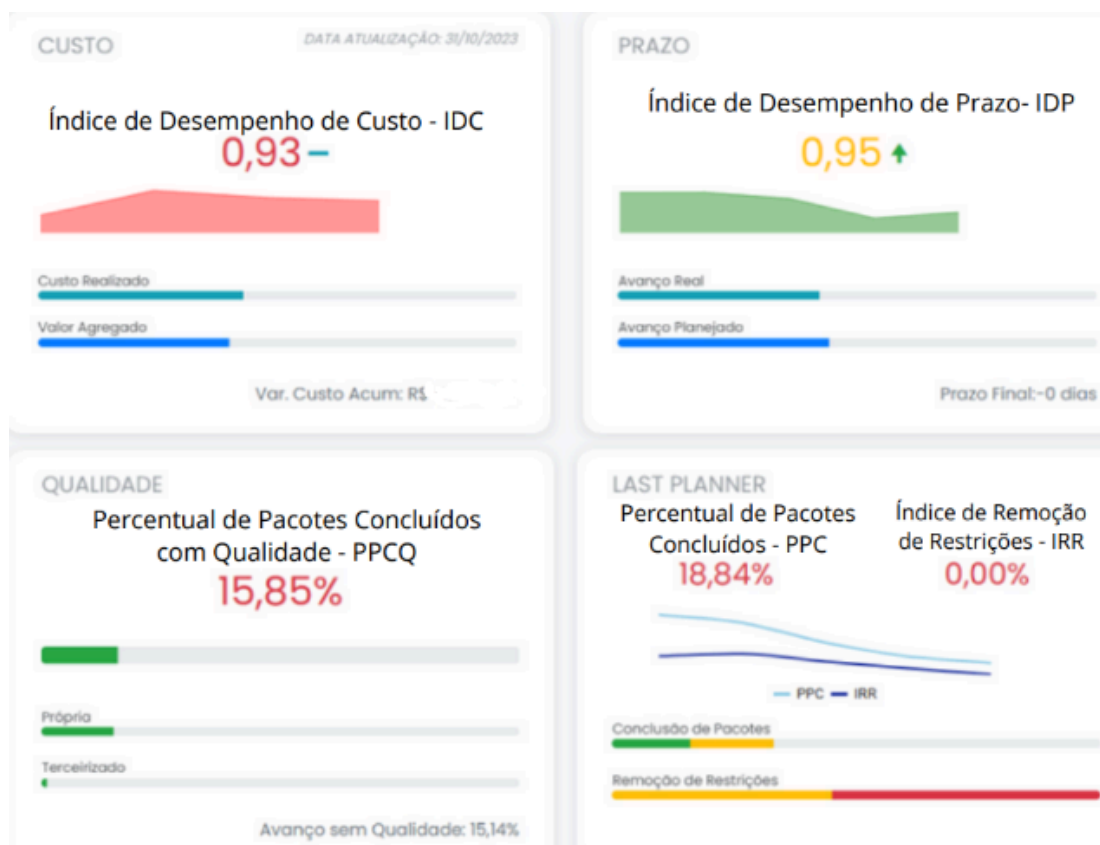 CUSTO
DATA ATUALIZAÇÃO: 31/10/2023
Índice de Desempenho de Custo - IDC
0,93
Custo Realizado
Valor Agregado
Var. Custo Acum: R$
PRAZO
Índice de Desempenho de Prazo- IDP
0,95
Avanço Real
Avanço Planejado
Prazo Final:-0 dias
QUALIDADE
Percentual de Pacotes Concluídos
com Qualidade - PPCQ
15,85%
Própria
Terceirizado
Avanço sem Qualidade: 15,14%
LAST PLANNER
Percentual de Pacotes
Concluídos - PPC
18,84%
Índice de Remoção
de Restrições - IRR
0,00%
PPC IRR
Conclusão de Pacotes
Remoção de Restrições